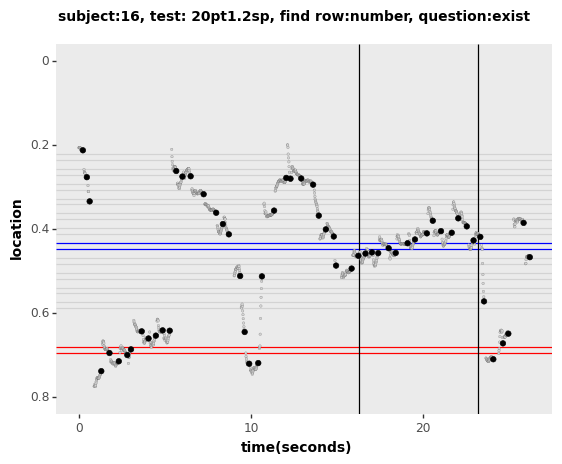 subject:16, test: 20pt1.2sp, find row:number, question:exist
0
0.2
0.4
0.6
0.8
location
0
10
20
time(seconds)